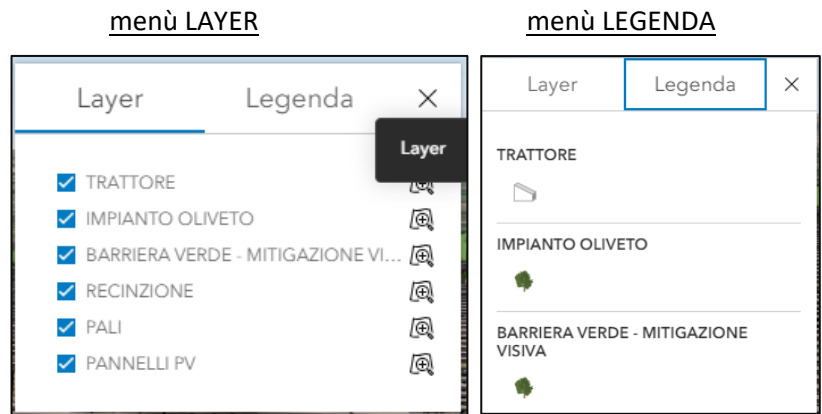 menù LAYER
menù LEGENDA
Layer
Legenda
Layer
TRATTORE
IMPIANTO OLIVETO
BARRIERA VERDE - MITIGAZIONE VI...
RECINZIONE
PALI
PANNELLI PV
Layer
Legenda
TRATTORE
IMPIANTO OLIVETO
BARRIERA VERDE - MITIGAZIONE
VISIVA